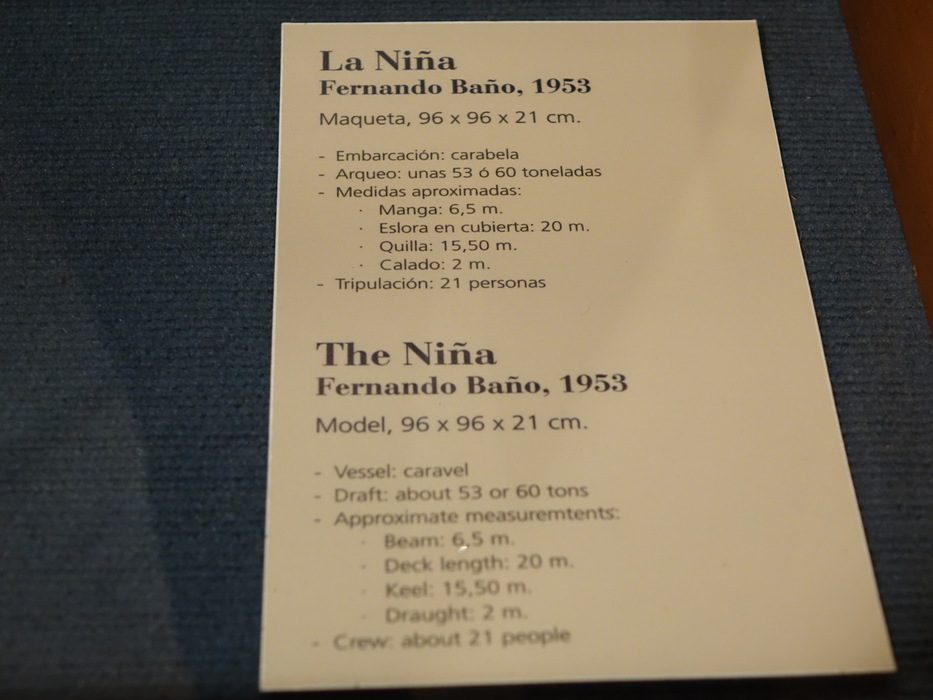 La Niña
Fernando Baño, 1953
Maqueta, 96 x 96 x 21 cm.
- Embarcación: carabela
- Arqueo: unas 53 ó 60 toneladas
- Medidas aproximadas:
· Manga: 6,5 m.
· Eslora en cubierta: 20 m.
· Quilla: 15,50 m.
· Calado: 2 m.
- Tripulación: 21 personas
The Niña
Fernando Baño, 1953
Model, 96 x 96 x 21 cm.
- Vessel: caravel
- Draft: about 53 or 60 tons
- Approximate measuremtents:
· Beam: 6,5 m.
· Deck length: 20 m.
· Keel: 15,50 m.
· Draught: 2 m.
- Crew: about 21 people